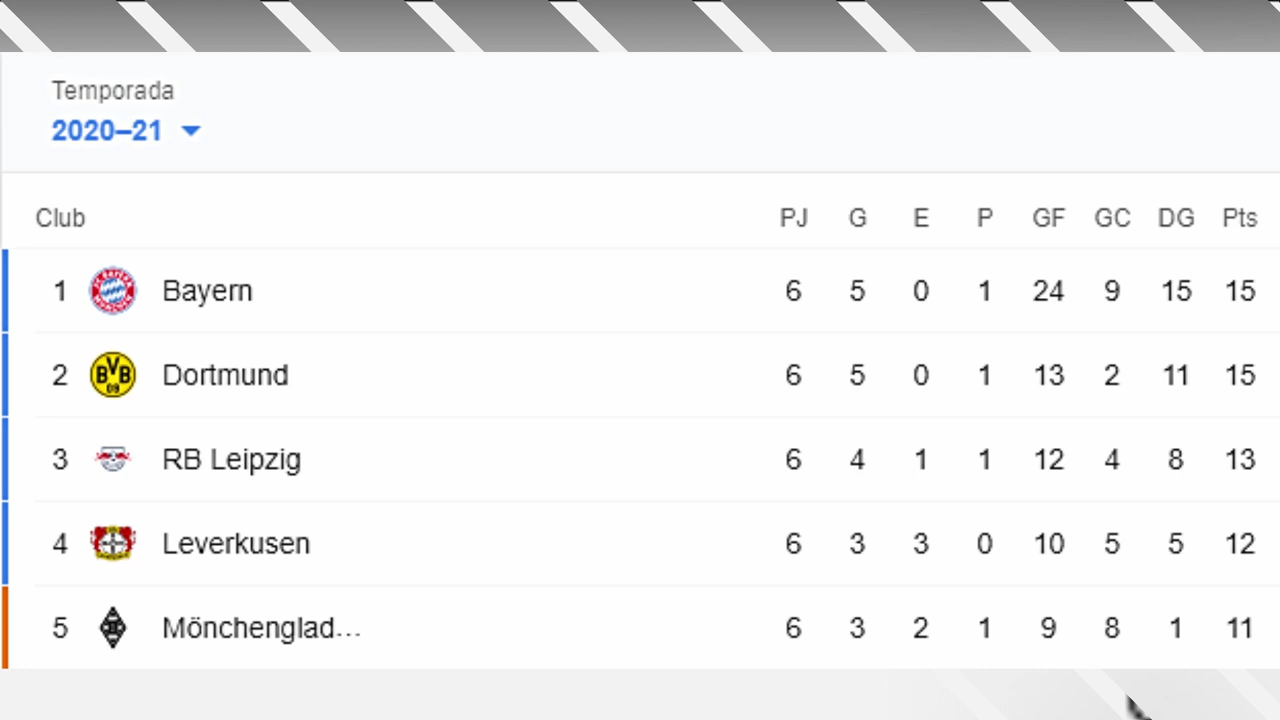 Temporada
2020–21
Club PJ G E P GF GC DG Pts
1 Bayern 6 5 0 1 24 9 15 15
2 BVB 09 Dortmund 6 5 0 1 13 2 11 15
3 RB Leipzig 6 4 1 1 12 4 8 13
4 Leverkusen 6 3 3 0 10 5 5 12
5 Mönchenglad... 6 3 2 1 9 8 1 11